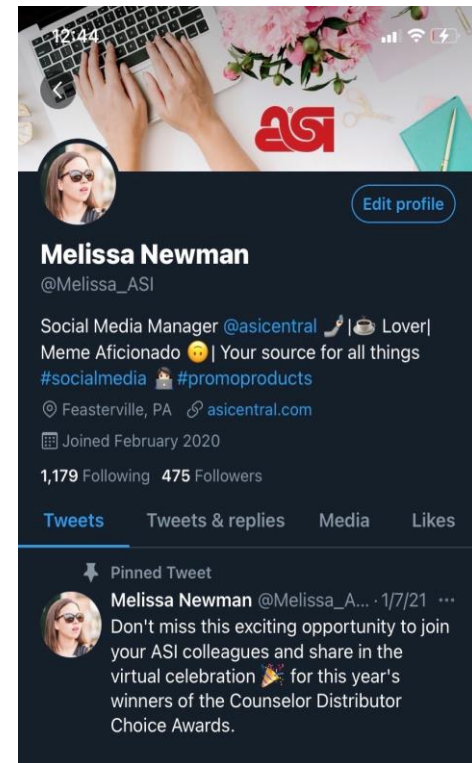 12:44
ASI
Edit profile
Melissa Newman
@Melissa_ASI
Social Media Manager @asicentral 🤳|☕ Lover|
Meme Aficionado 🙃| Your source for all things
#socialmedia 👩🏻‍💻 #promoproducts
Feasterville, PA asicentral.com
Joined February 2020
1,179 Following 475 Followers
Tweets Tweets & replies Media Likes
Pinned Tweet
Melissa Newman @Melissa_A... · 1/7/21 ···
Don't miss this exciting opportunity to join
your ASI colleagues and share in the
virtual celebration 🎉 for this year's
winners of the Counselor Distributor
Choice Awards.